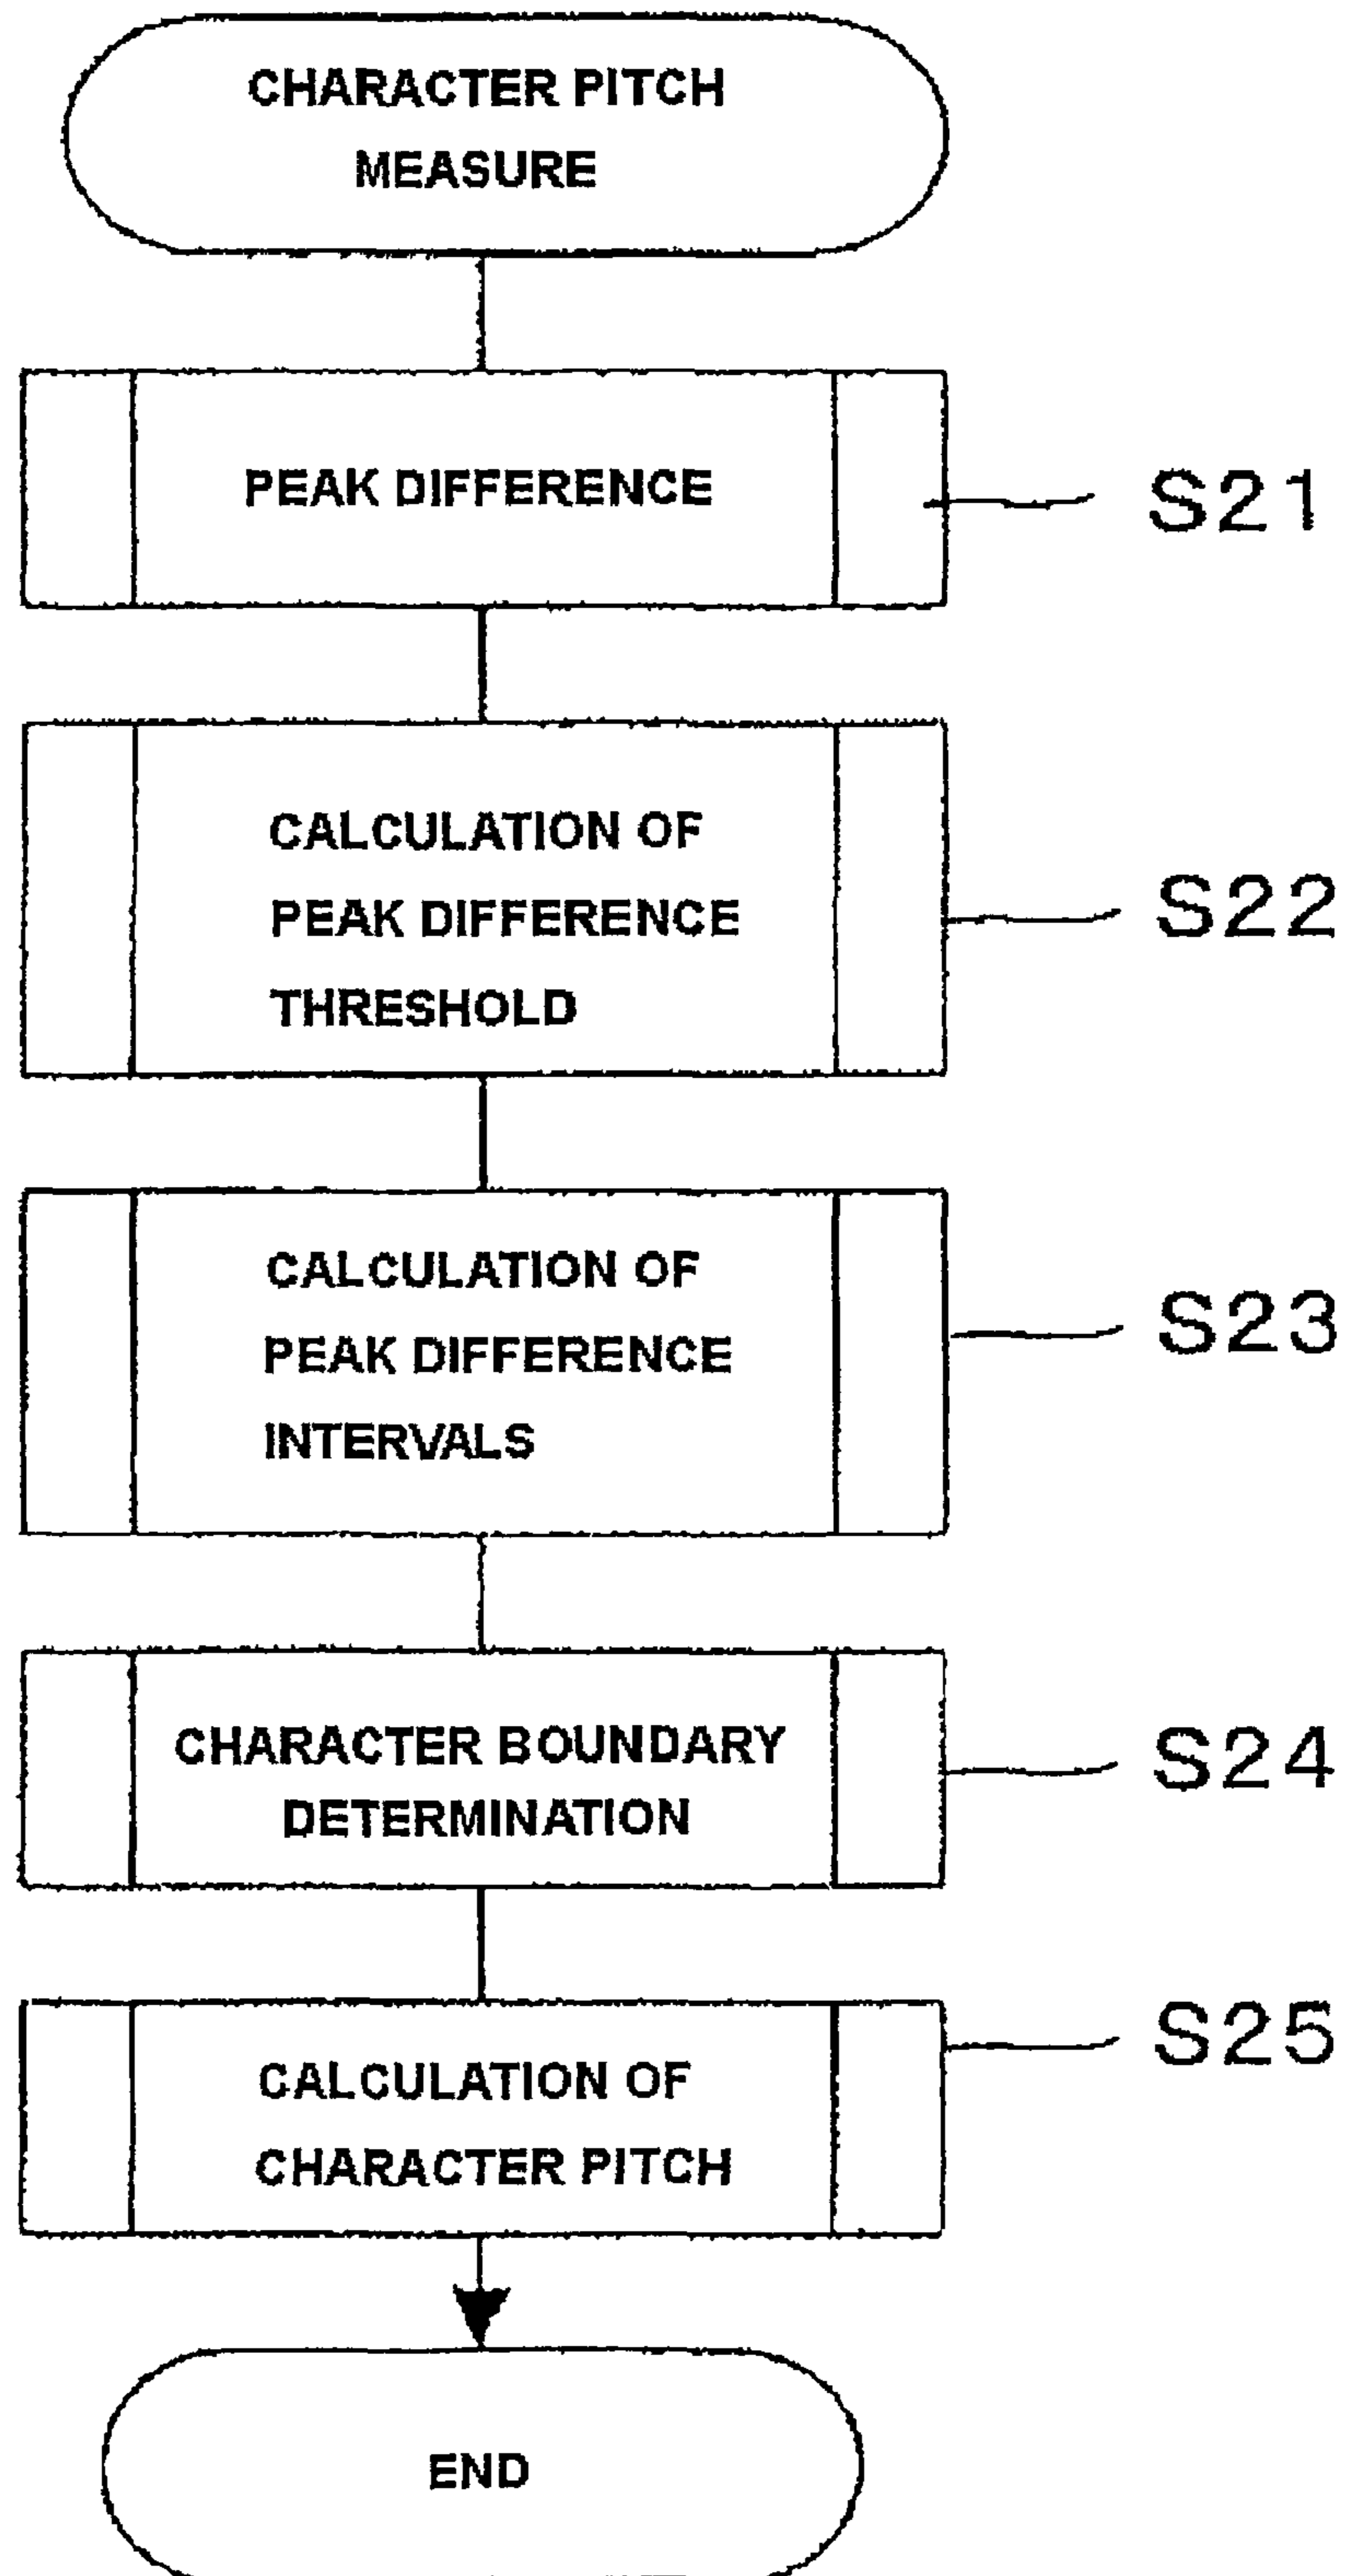 CHARACTER PITCH
MEASURE
PEAK DIFFERENCE
S21
CALCULATION OF
PEAK DIFFERENCE
THRESHOLD
S22
CALCULATION OF
PEAK DIFFERENCE
INTERVALS
S23
CHARACTER BOUNDARY
DETERMINATION
S24
CALCULATION OF
CHARACTER PITCH
S25
END